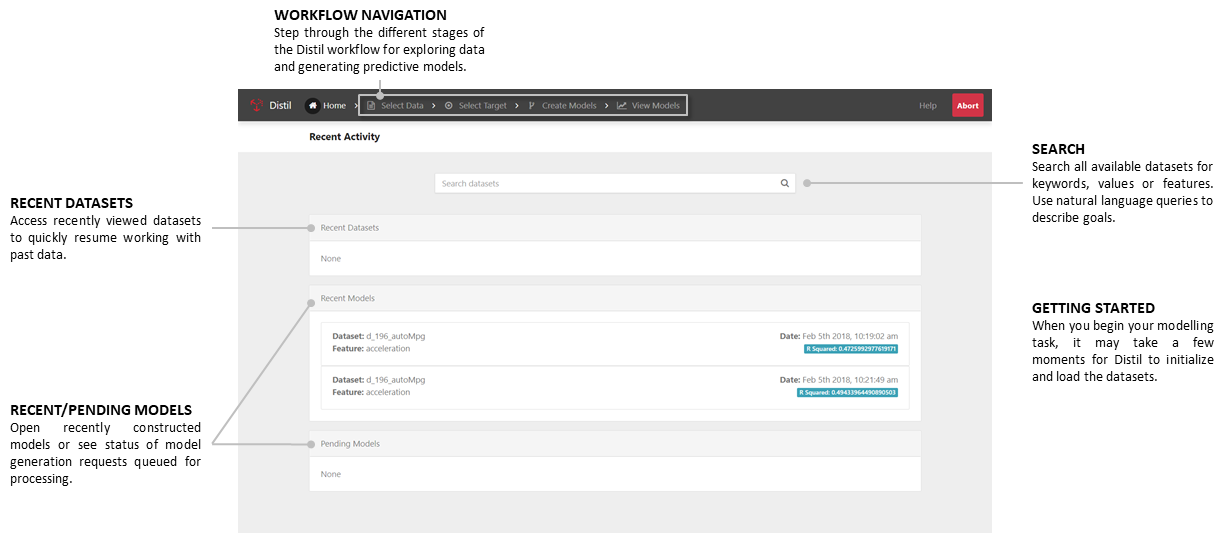 WORKFLOW NAVIGATION
Step through the different stages of
the Distil workflow for exploring data
and generating predictive models.
Distil
Home
Select Data
Select Target
Create Models
View Models
Help
Abort
Recent Activity
SEARCH
Search all available datasets for
keywords, values or features.
Use natural language queries to
describe goals.
Search datasets
RECENT DATASETS
Access recently viewed datasets
to quickly resume working with
past data.
Recent Datasets
None
Recent Models
Dataset: d_196_autoMpg
Date: Feb 5th 2018, 10:19:02 am
Feature: acceleration
R Squared: 0.4725992977619171
Dataset: d_196_autoMpg
Date: Feb 5th 2018, 10:21:49 am
Feature: acceleration
R Squared: 0.49433964490890503
GETTING STARTED
When you begin your modelling
task, it may take a few
moments for Distil to initialize
and load the datasets.
RECENT/PENDING MODELS
Open recently constructed
models or see status of model
generation requests queued for
processing.
Pending Models
None